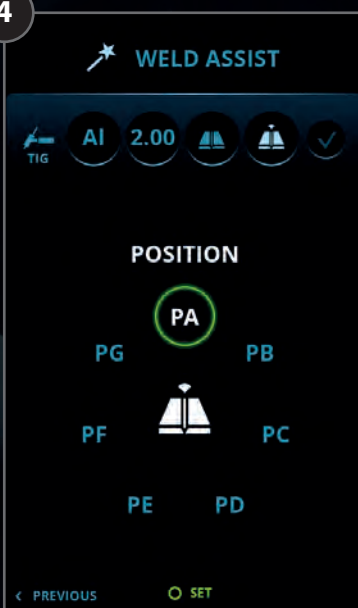 4
WELD ASSIST
TIG
Al 2.00
POSITION
PA
PG PB
PF PC
PE PD
‹ PREVIOUS SET